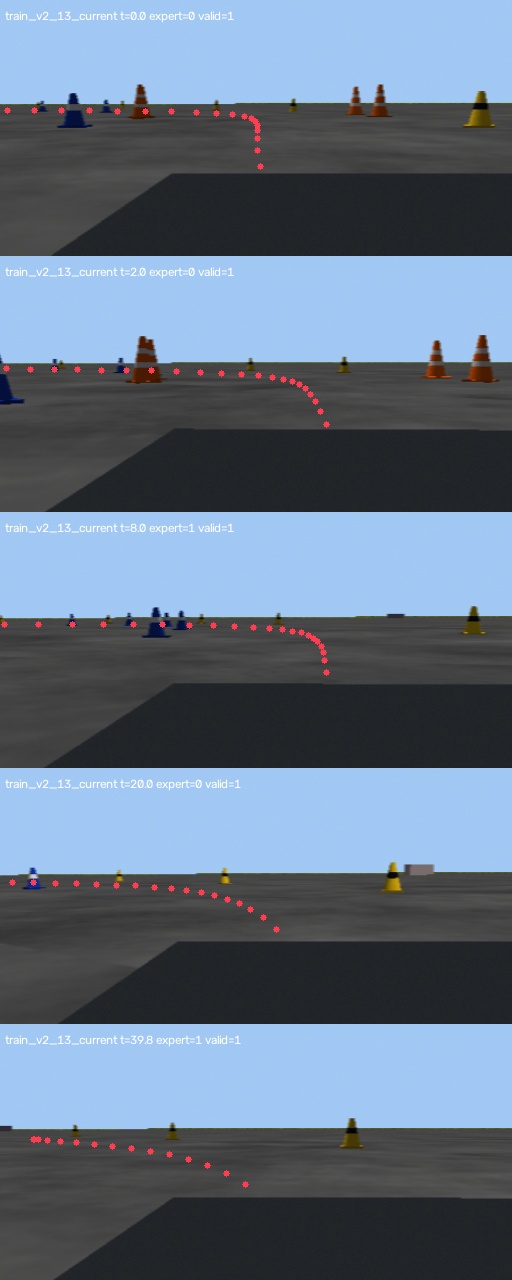 train_v2_13_current t=0.0 expert=0 valid=1
train_v2_13_current t=2.0 expert=0 valid=1
train_v2_13_current t=8.0 expert=1 valid=1
train_v2_13_current t=20.0 expert=0 valid=1
train_v2_13_current t=39.8 expert=1 valid=1